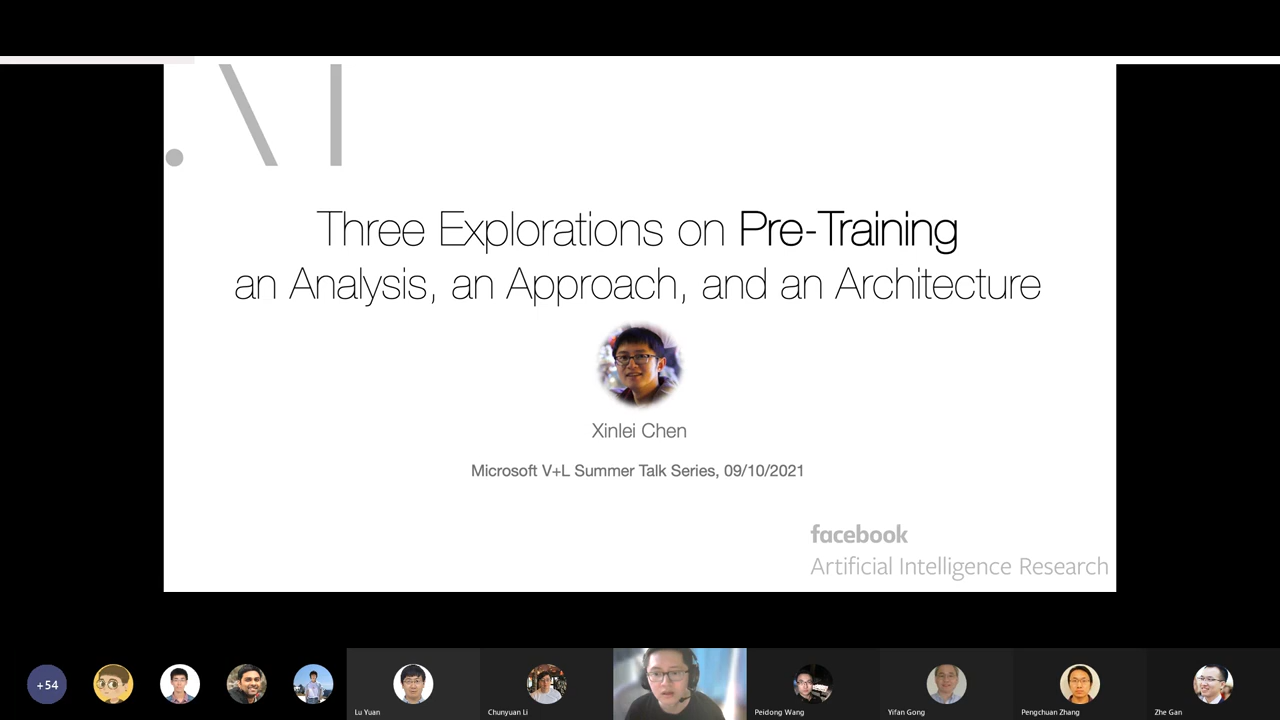 Three Explorations on Pre-Training
an Analysis, an Approach, and an Architecture
Xinlei Chen
Microsoft V+L Summer Talk Series, 09/10/2021
facebook
Artificial Intelligence Research
+54
Lu Yuan
Chunyuan Li
Peidong Wang
Yifan Gong
Pengchuan Zhang
Zhe Gan